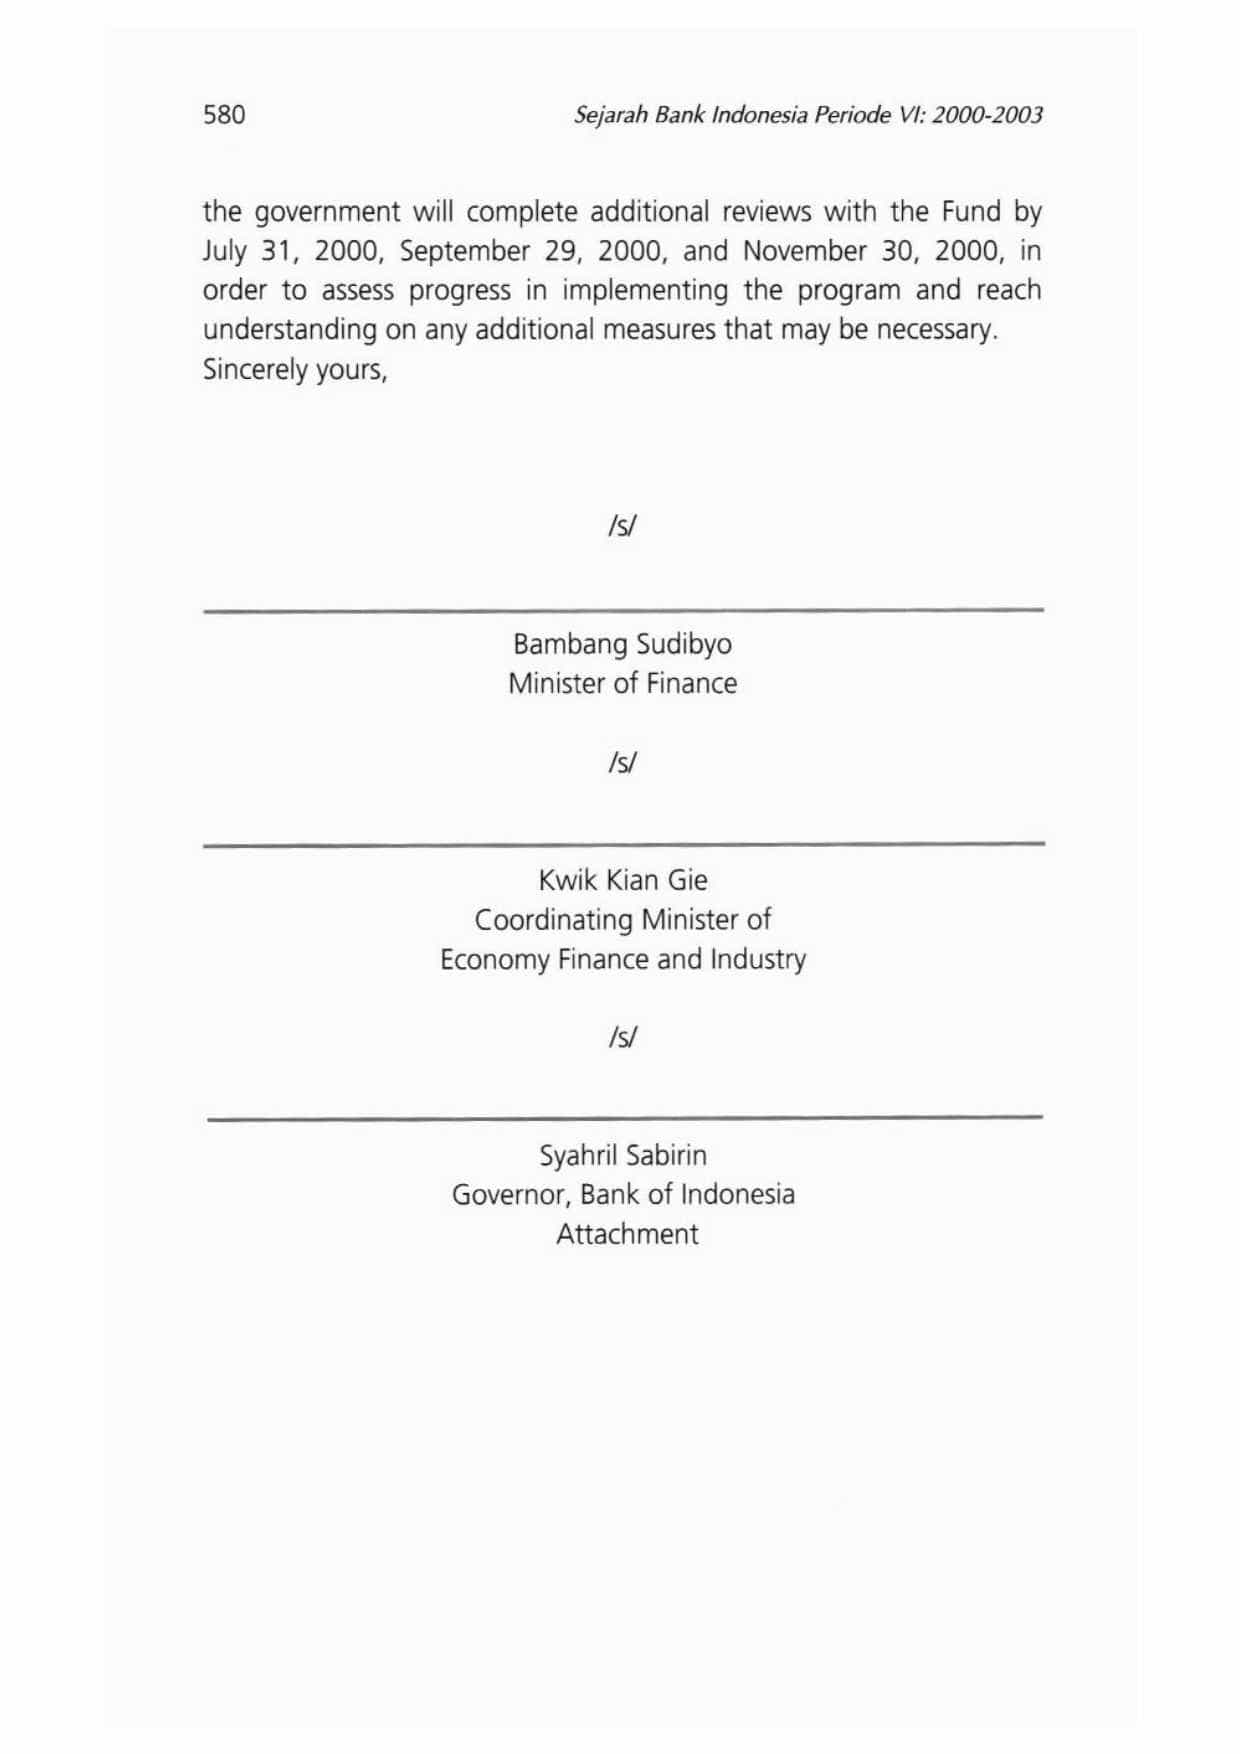 580
Sejarah Bank Indonesia Periode VI: 2000-2003
the government will complete additional reviews with the Fund by
July 31, 2000, September 29, 2000, and November 30, 2000, in
order to assess progress in implementing the program and reach
understanding on any additional measures that may be necessary.
Sincerely yours,
/s/
Bambang Sudibyo
Minister of Finance
/s/
Kwik Kian Gie
Coordinating Minister of
Economy Finance and Industry
/s/
Syahril Sabirin
Governor, Bank of Indonesia
Attachment